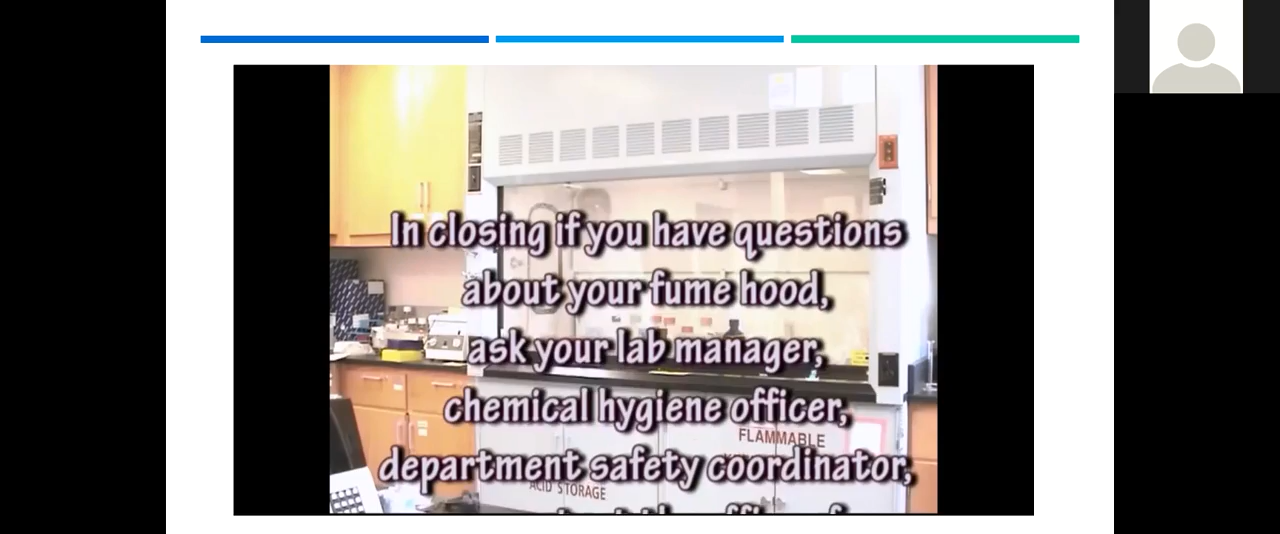 In closing if you have questions
about your fume hood,
ask your lab manager,
chemical hygiene officer,
FLAMMABLE
department safety coordinator,
ACID STORAGE